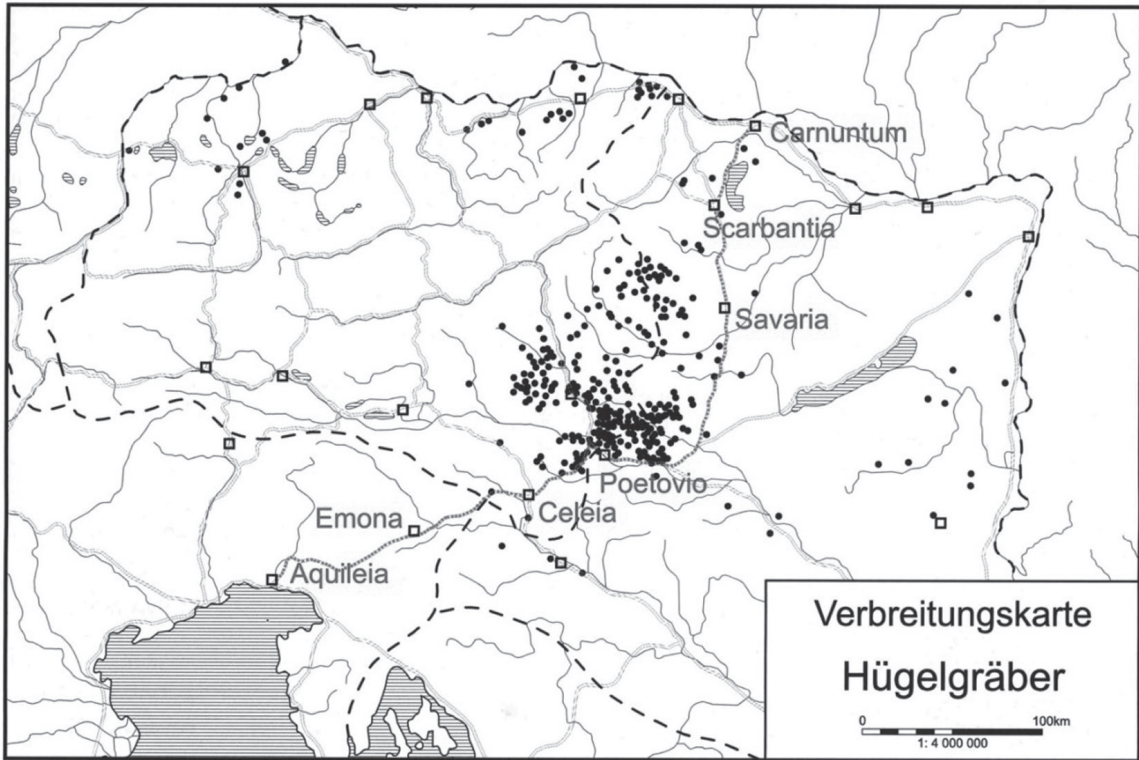 Carnuntum
Scarbantia
Savaria
Poetovio
Celeia
Emona
Aquileia
Verbreitungskarte
Hügelgräber
0 100km
1: 4 000 000